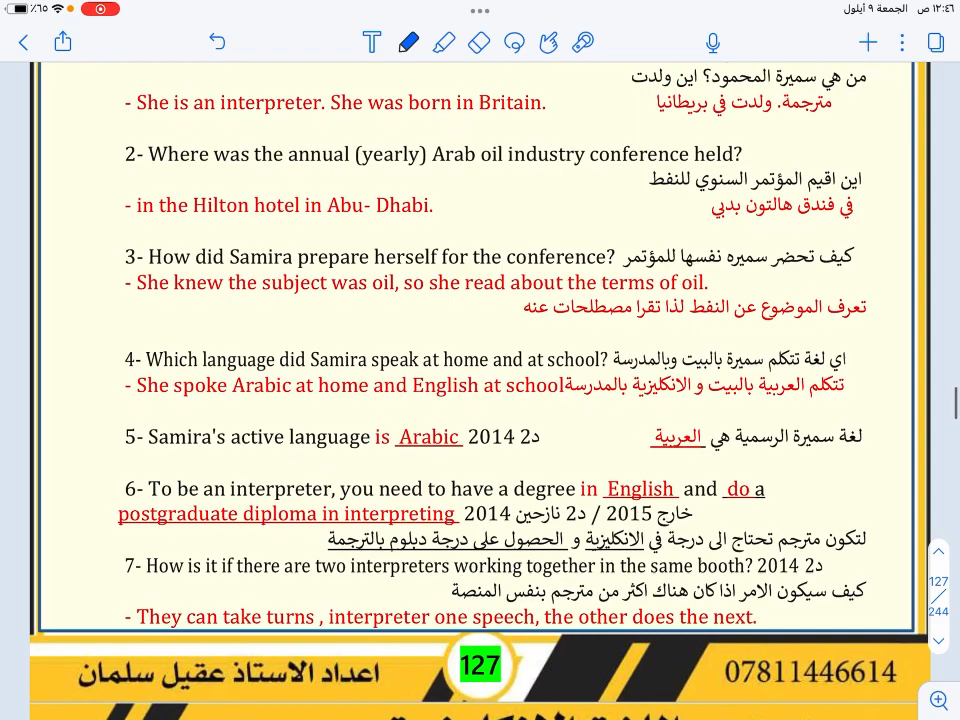 ٪٦٥
١٢:٤٦ ص الجمعة ٩ أيلول
من هي سميرة المحمود؟ اين ولدت
- She is an interpreter. She was born in Britain. مترجمة. ولدت في بريطانيا
2- Where was the annual (yearly) Arab oil industry conference held?
اين اقيم المؤتمر السنوي للنفط
- in the Hilton hotel in Abu- Dhabi. في فندق هالتون بدبي
3- How did Samira prepare herself for the conference? كيف تحضر سميره نفسها للمؤتمر
- She knew the subject was oil, so she read about the terms of oil.
تعرف الموضوع عن النفط لذا تقرا مصطلحات عنه
4- Which language did Samira speak at home and at school? اي لغة تتكلم سميرة بالبيت وبالمدرسة
- She spoke Arabic at home and English at school تتكلم العربية بالبيت و الانكليزية بالمدرسة
5- Samira's active language is Arabic 2014 د2 لغة سميرة الرسمية هي العربية
6- To be an interpreter, you need to have a degree in English and do a
postgraduate diploma in interpreting 2014 د2 نازحين / 2015 خارج
لتكون مترجم تحتاج الى درجة في الانكليزية و الحصول على درجة دبلوم بالترجمة
7- How is it if there are two interpreters working together in the same booth? 2014 د2
كيف سيكون الامر اذا كان هناك اكثر من مترجم بنفس المنصة
- They can take turns , interpreter one speech, the other does the next.
اعداد الاستاذ عقيل سلمان 127 07811446614
127
244